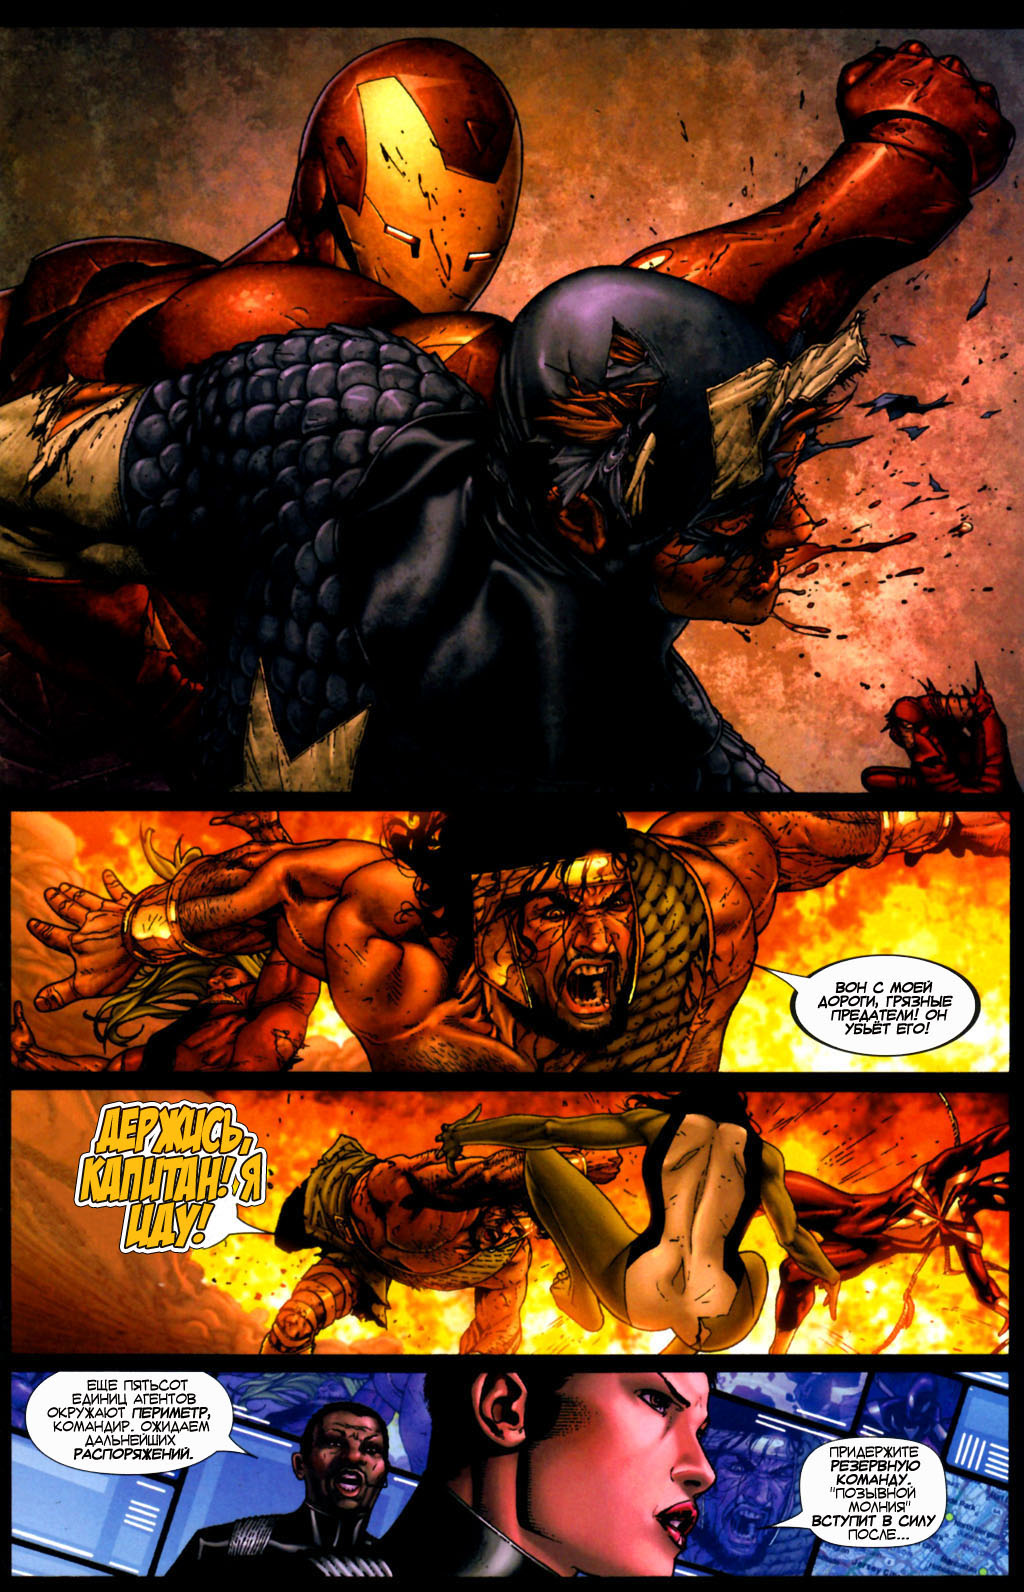 ВОН С МОЕЙ
ДОРОГИ, ГРЯЗНЫЕ
ПРЕДАТЕЛИ! ОН
УБЬЁТ ЕГО!
ДЕРЖИСЬ,
КАПИТАН! Я
ИДУ!
ЕЩЕ ПЯТЬСОТ
ЕДИНИЦ АГЕНТОВ
ОКРУЖАЮТ ПЕРИМЕТР,
КОМАНДИР. ОЖИДАЕМ
ДАЛЬНЕЙШИХ
РАСПОРЯЖЕНИЙ.
ПРИДЕРЖИТЕ
РЕЗЕРВНУЮ
КОМАНДУ.
"ПОЗЫВНОЙ
МОЛНИЯ"
ВСТУПИТ В СИЛУ
ПОСЛЕ...